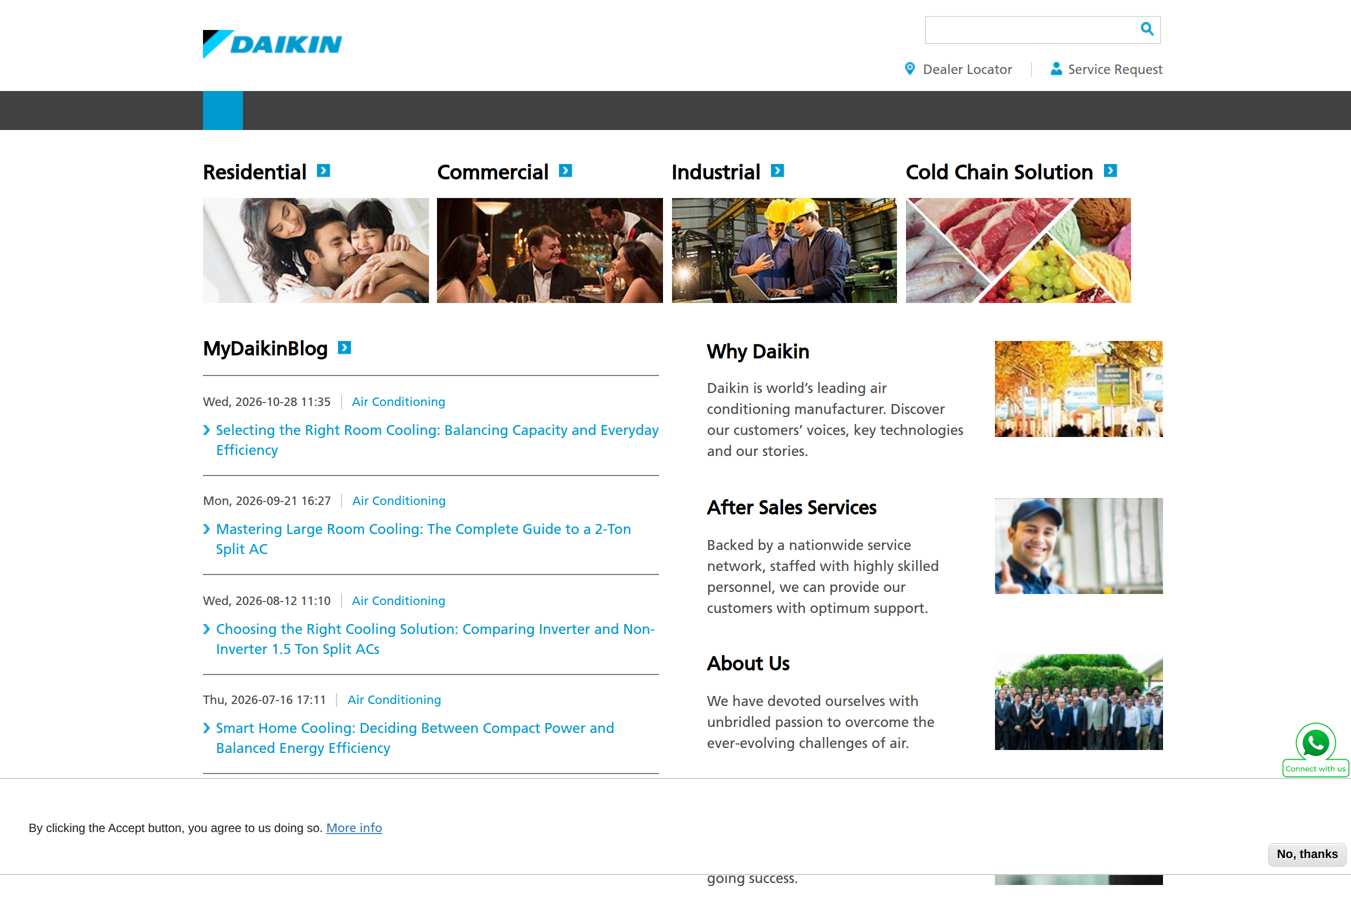 DAIKIN
Dealer Locator
Service Request
Residential
Commercial
Industrial
Cold Chain Solution
MyDaikinBlog
Wed, 2026-10-28 11:35
Air Conditioning
Selecting the Right Room Cooling: Balancing Capacity and Everyday
Efficiency
Mon, 2026-09-21 16:27
Air Conditioning
Mastering Large Room Cooling: The Complete Guide to a 2-Ton
Split AC
Wed, 2026-08-12 11:10
Air Conditioning
Choosing the Right Cooling Solution: Comparing Inverter and Non-
Inverter 1.5 Ton Split ACs
Thu, 2026-07-16 17:11
Air Conditioning
Smart Home Cooling: Deciding Between Compact Power and
Balanced Energy Efficiency
Why Daikin
Daikin is world’s leading air
conditioning manufacturer. Discover
our customers’ voices, key technologies
and our stories.
After Sales Services
Backed by a nationwide service
network, staffed with highly skilled
personnel, we can provide our
customers with optimum support.
About Us
We have devoted ourselves with
unbridled passion to overcome the
ever-evolving challenges of air.
Connect with us
By clicking the Accept button, you agree to us doing so. More info
No, thanks
going success.